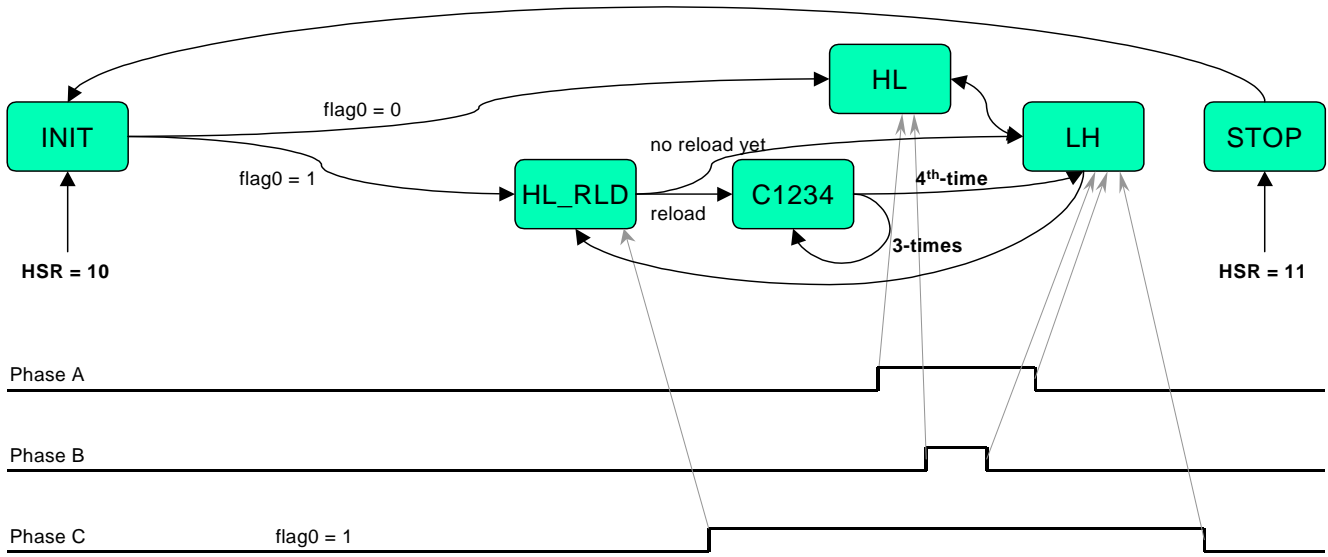 HL
INIT
flag0 = 0
LH
STOP
no reload yet
flag0 = 1
HL_RLD
reload
C1234
4th-time
3-times
HSR = 10
HSR = 11
Phase A
Phase B
Phase C
flag0 = 1